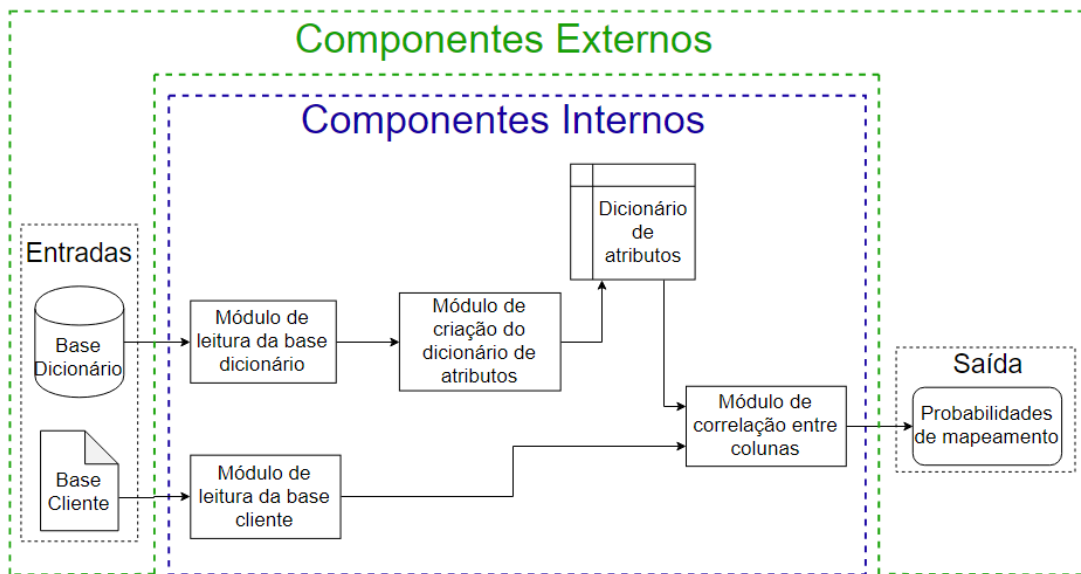 Componentes Externos
Componentes Internos
Entradas
Base
Dicionário
Base
Cliente
Módulo de
leitura da base
dicionário
Módulo de
criação do
dicionário de
atributos
Dicionário
de
atributos
Módulo de
leitura da base
cliente
Módulo de
correlação entre
colunas
Saída
Probabilidades
de mapeamento